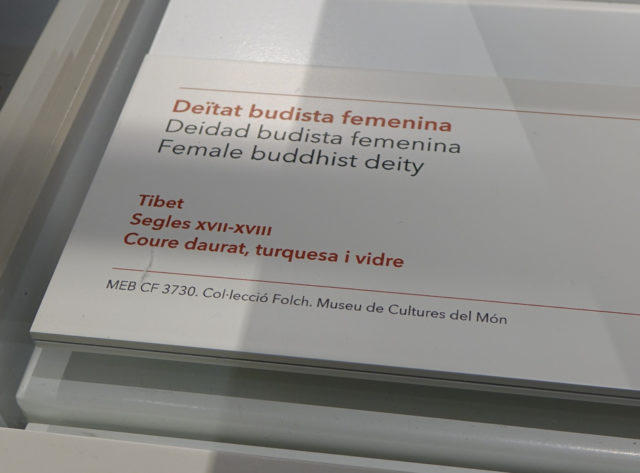 Deïtat budista femenina
Deidad budista femenina
Female buddhist deity
Tibet
Segles XVII-XVIII
Coure daurat, turquesa i vidre
MEB CF 3730. Col·lecció Folch. Museu de Cultures del Món